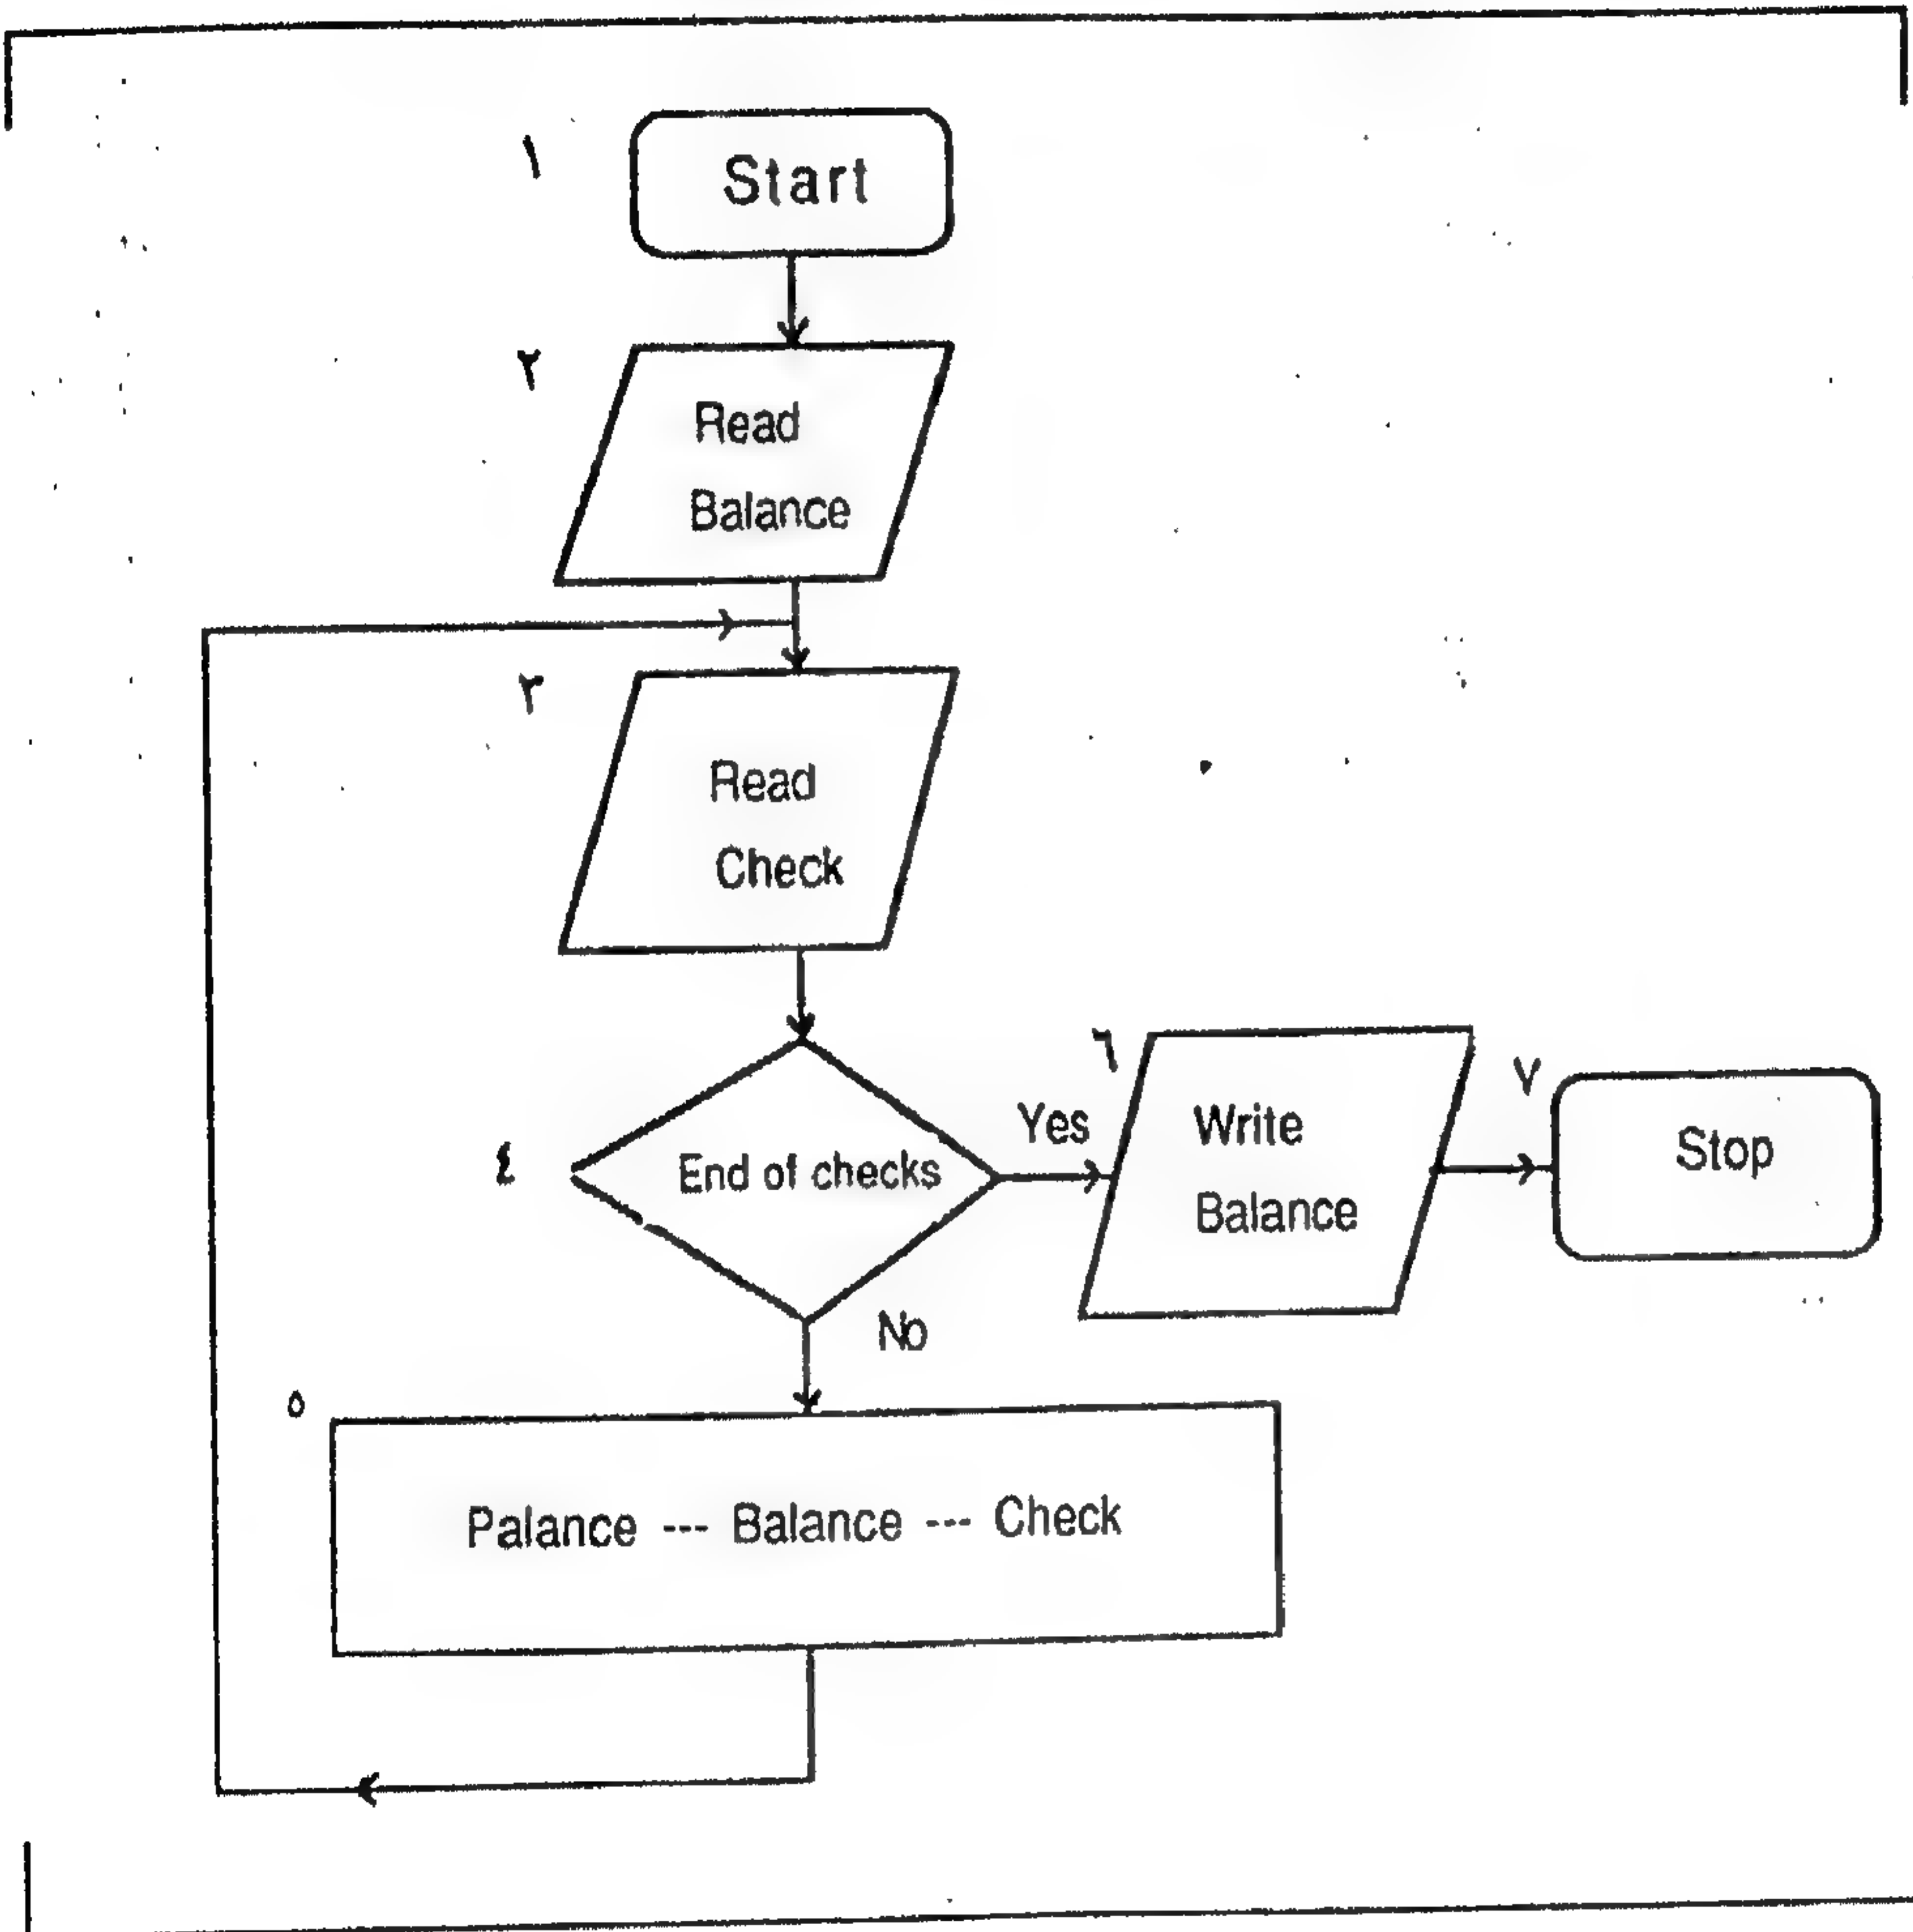 ١
Start
٢
Read
Balance
٣
Read
Check
٤
End of checks
Yes
No
٦
Write
Balance
٧
Stop
٥
Palance --- Balance --- Check